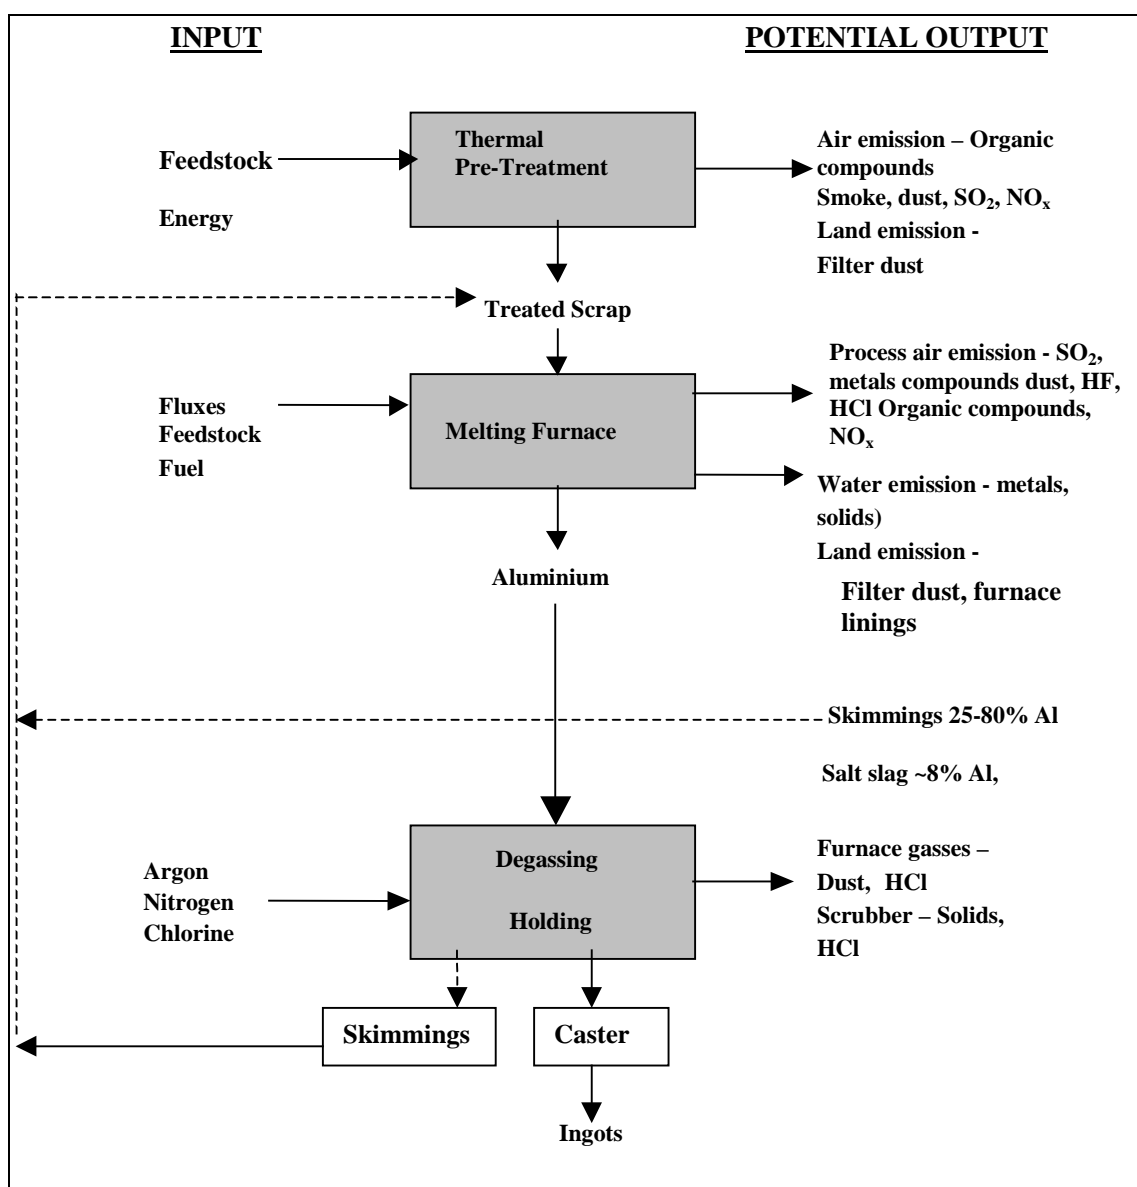 INPUT
POTENTIAL OUTPUT
Thermal
Pre-Treatment
Feedstock
Energy
Air emission – Organic
compounds
Smoke, dust, SO₂, NOₓ
Land emission -
Filter dust
Treated Scrap
Fluxes
Feedstock
Fuel
Melting Furnace
Process air emission - SO₂,
metals compounds dust, HF,
HCl Organic compounds,
NOₓ
Water emission - metals,
solids)
Land emission -
Filter dust, furnace
linings
Aluminium
Skimmings 25-80% Al
Salt slag ~8% Al,
Argon
Nitrogen
Chlorine
Degassing
Holding
Furnace gasses –
Dust, HCl
Scrubber – Solids,
HCl
Skimmings
Caster
Ingots